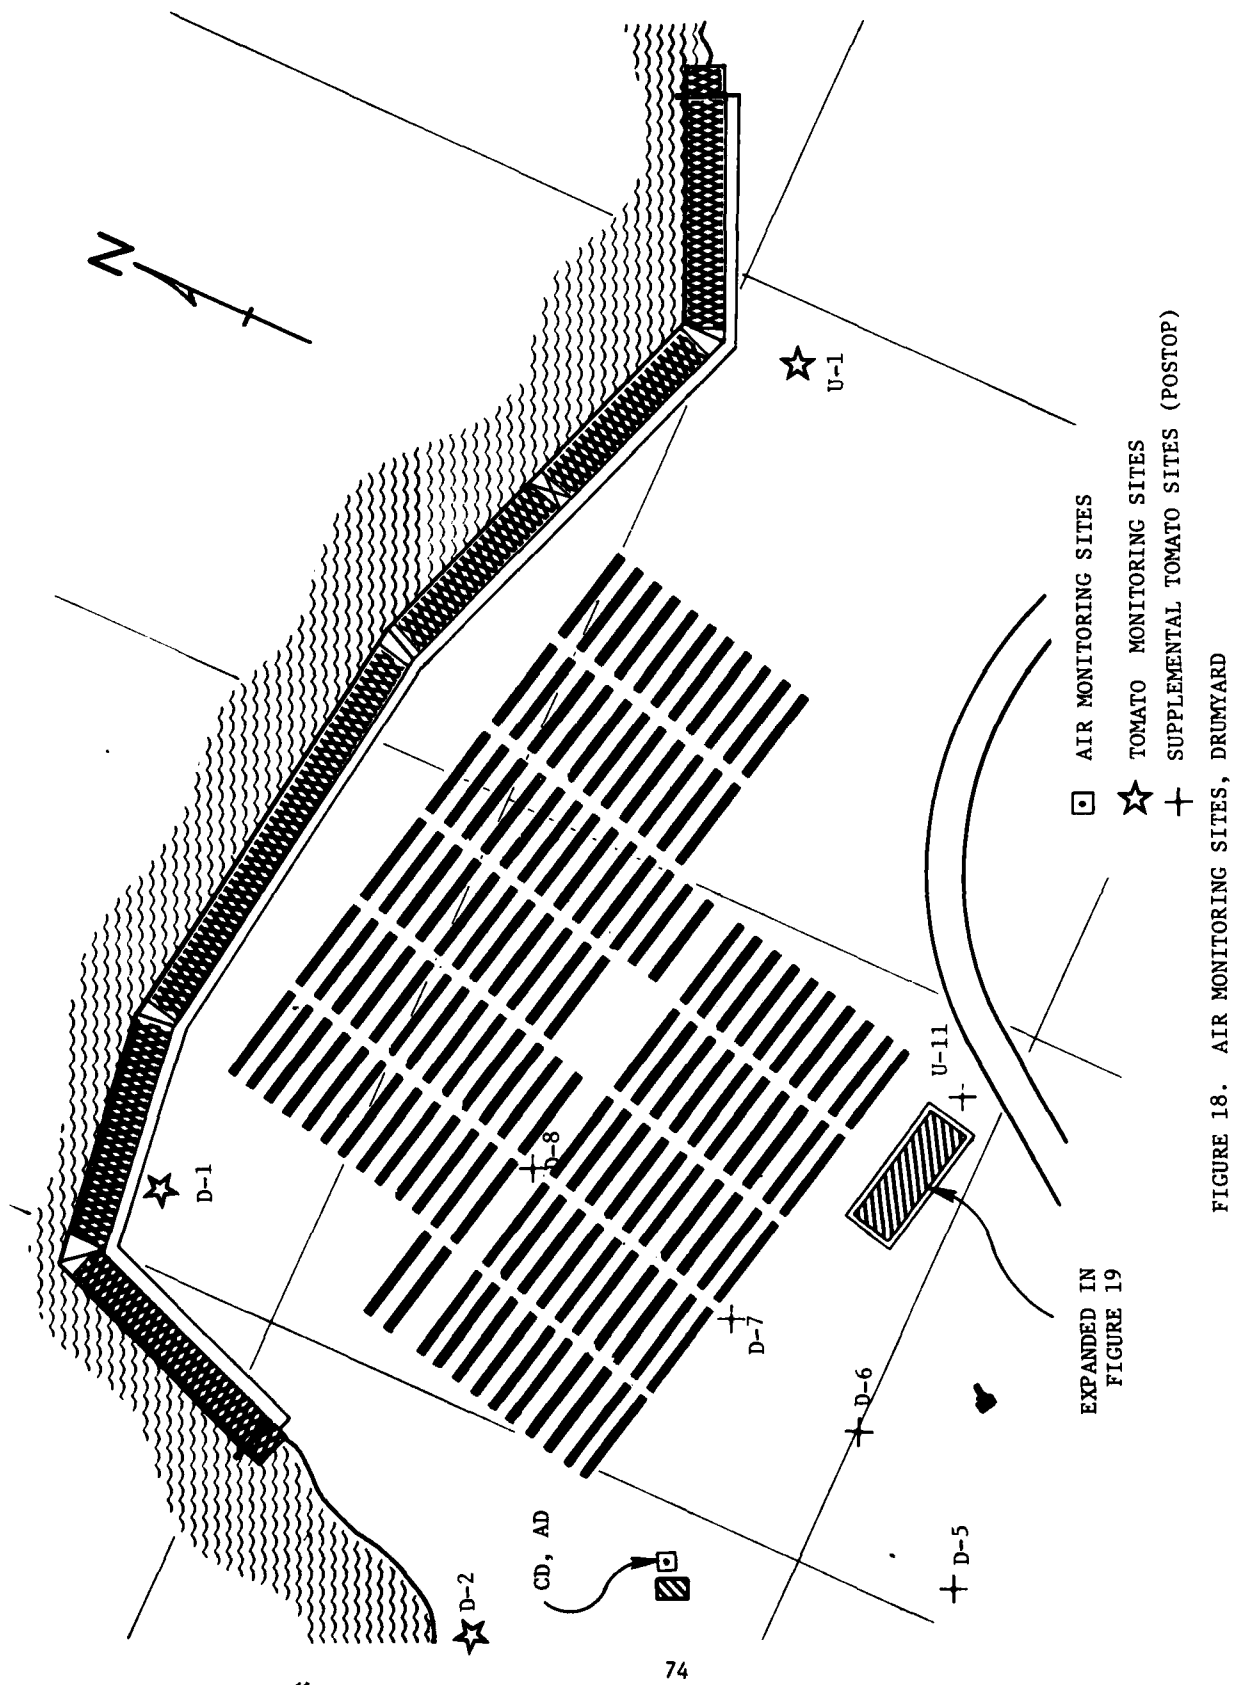 N
U-1
D-1
D-2
CD, AD
D-8
D-7
D-6
D-5
U-11
EXPANDED IN
FIGURE 19
AIR MONITORING SITES
TOMATO MONITORING SITES
SUPPLEMENTAL TOMATO SITES (POSTOP)
FIGURE 18. AIR MONITORING SITES, DRUMYARD
74